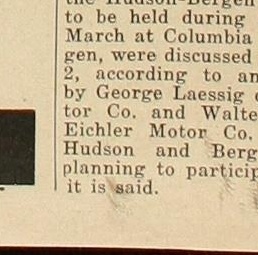 the Hudson-Bergen
to be held during
March at Columbia
gen, were discussed
2, according to an
by George Laessig
tor Co. and Walte
Eichler Motor Co.
Hudson and Berg
planning to particip
it is said.